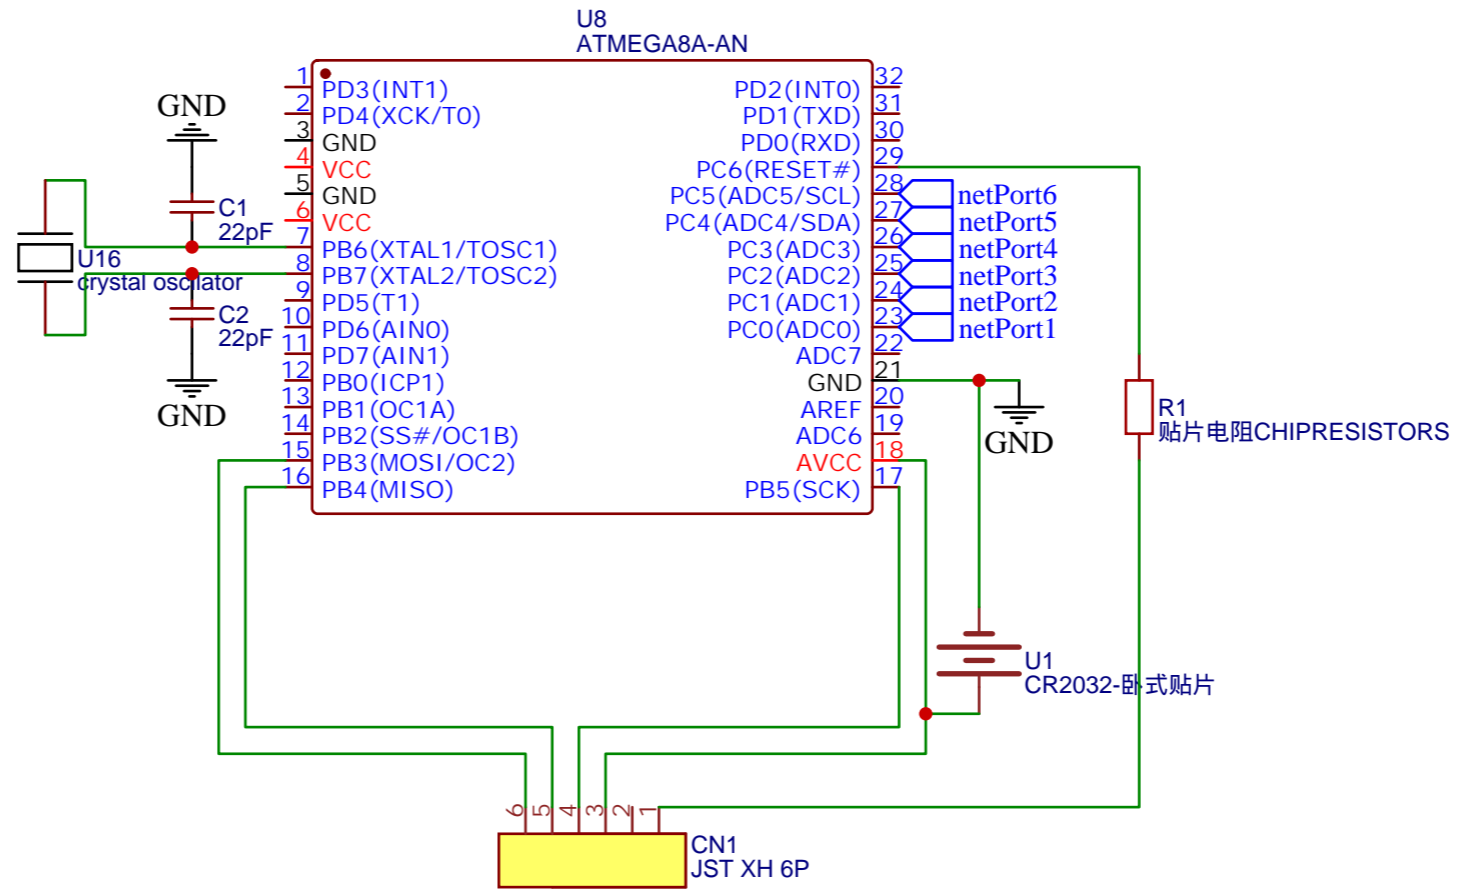 U8
ATMEGA8A-AN
1
PD3(INT1)
2
PD4(XCK/T0)
3
GND
4
VCC
5
GND
6
VCC
7
PB6(XTAL1/TOSC1)
8
PB7(XTAL2/TOSC2)
9
PD5(T1)
10
PD6(AIN0)
11
PD7(AIN1)
12
PB0(ICP1)
13
PB1(OC1A)
14
PB2(SS#/OC1B)
15
PB3(MOSI/OC2)
16
PB4(MISO)
32
PD2(INT0)
31
PD1(TXD)
30
PD0(RXD)
29
PC6(RESET#)
28
PC5(ADC5/SCL)
27
PC4(ADC4/SDA)
26
PC3(ADC3)
25
PC2(ADC2)
24
PC1(ADC1)
23
PC0(ADC0)
22
ADC7
21
GND
20
AREF
19
ADC6
18
AVCC
17
PB5(SCK)
netPort6
netPort5
netPort4
netPort3
netPort2
netPort1
GND
C1
22pF
U16
crystal oscilator
C2
22pF
GND
GND
R1
贴片电阻CHIPRESISTORS
U1
CR2032-卧式贴片
6
5
4
3
2
1
CN1
JST XH 6P